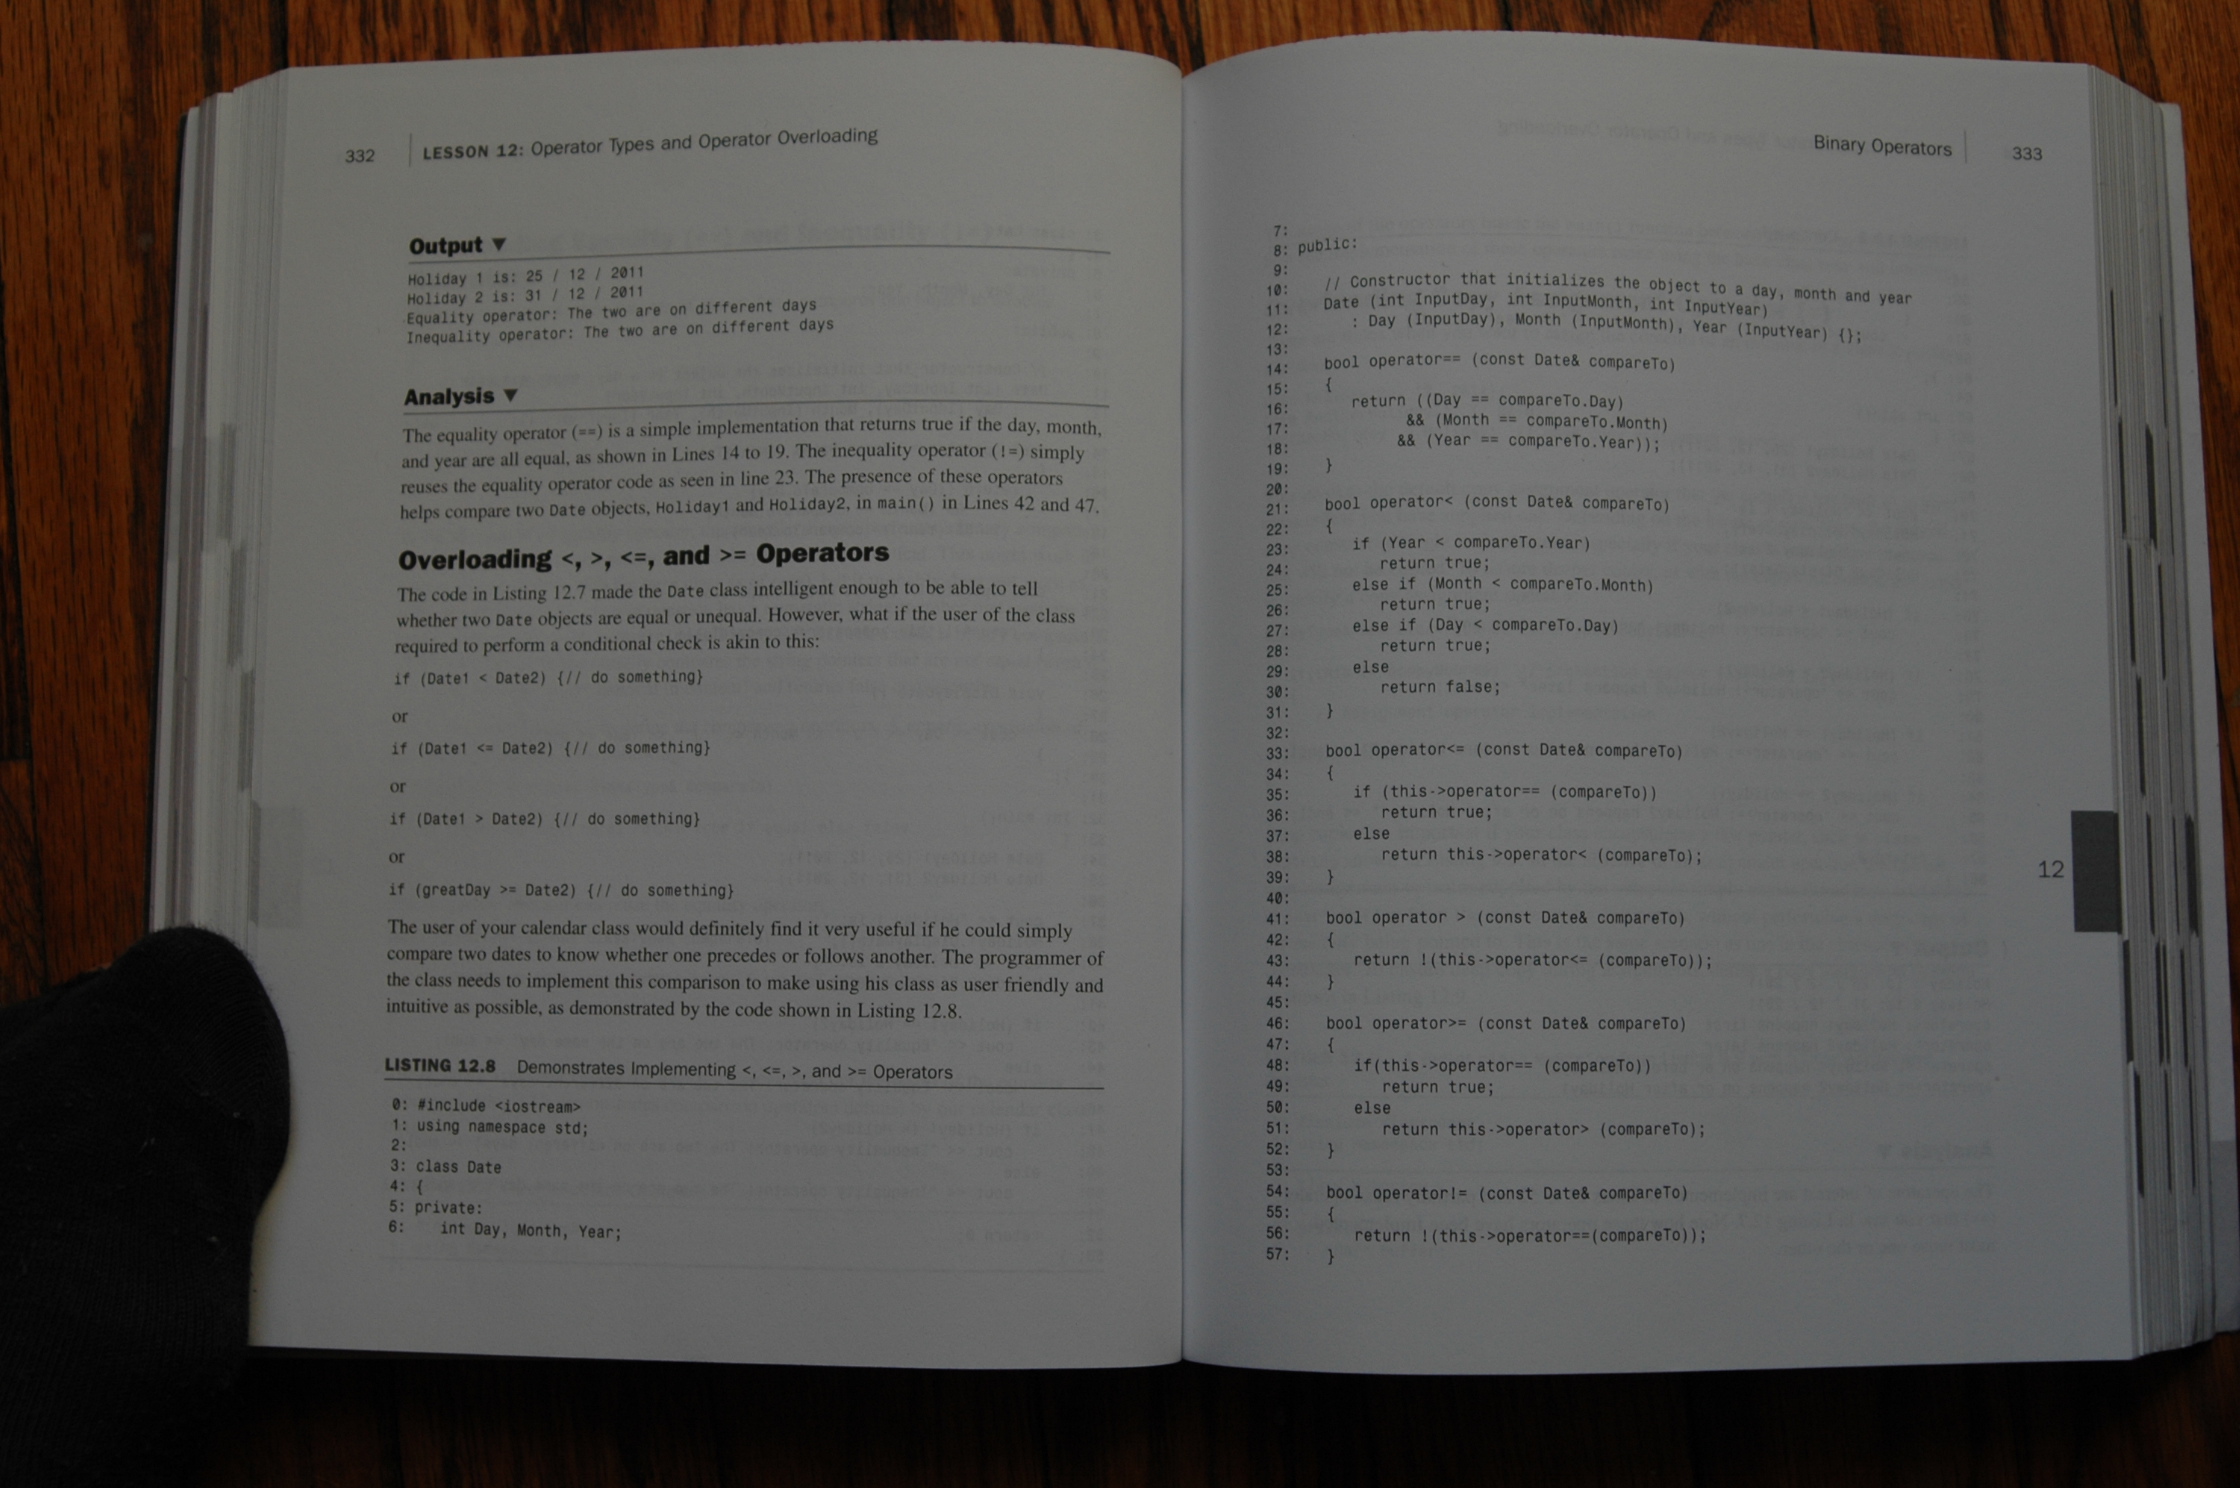 332 | LESSON 12: Operator Types and Operator Overloading
Output ▼
Holiday 1 is: 25 / 12 / 2011
Holiday 2 is: 31 / 12 / 2011
Equality operator: The two are on different days
Inequality operator: The two are on different days
Analysis ▼
The equality operator (==) is a simple implementation that returns true if the day, month,
and year are all equal, as shown in Lines 14 to 19. The inequality operator (!=) simply
reuses the equality operator code as seen in line 23. The presence of these operators
helps compare two Date objects, Holiday1 and Holiday2, in main() in Lines 42 and 47.
Overloading <, >, <=, and >= Operators
The code in Listing 12.7 made the Date class intelligent enough to be able to tell
whether two Date objects are equal or unequal. However, what if the user of the class
required to perform a conditional check is akin to this:
if (Date1 < Date2) {// do something}
or
if (Date1 <= Date2) {// do something}
or
if (Date1 > Date2) {// do something}
or
if (greatDay >= Date2) {// do something}
The user of your calendar class would definitely find it very useful if he could simply
compare two dates to know whether one precedes or follows another. The programmer of
the class needs to implement this comparison to make using his class as user friendly and
intuitive as possible, as demonstrated by the code shown in Listing 12.8.
LISTING 12.8 Demonstrates Implementing <, <=, >, and >= Operators
0: #include <iostream>
1: using namespace std;
2:
3: class Date
4: {
5: private:
6:    int Day, Month, Year;
Binary Operators | 333
7:
8: public:
9:
10:    // Constructor that initializes the object to a day, month and year
11:    Date (int InputDay, int InputMonth, int InputYear)
12:        : Day (InputDay), Month (InputMonth), Year (InputYear) {};
13:
14:    bool operator== (const Date& compareTo)
15:    {
16:        return ((Day == compareTo.Day)
17:            && (Month == compareTo.Month)
18:            && (Year == compareTo.Year));
19:    }
20:
21:    bool operator< (const Date& compareTo)
22:    {
23:        if (Year < compareTo.Year)
24:            return true;
25:        else if (Month < compareTo.Month)
26:            return true;
27:        else if (Day < compareTo.Day)
28:            return true;
29:        else
30:            return false;
31:    }
32:
33:    bool operator<= (const Date& compareTo)
34:    {
35:        if (this->operator== (compareTo))
36:            return true;
37:        else
38:            return this->operator< (compareTo);
39:    }
40:
41:    bool operator > (const Date& compareTo)
42:    {
43:        return !(this->operator<= (compareTo));
44:    }
45:
46:    bool operator>= (const Date& compareTo)
47:    {
48:        if(this->operator== (compareTo))
49:            return true;
50:        else
51:            return this->operator> (compareTo);
52:    }
53:
54:    bool operator!= (const Date& compareTo)
55:    {
56:        return !(this->operator==(compareTo));
57:    }
12